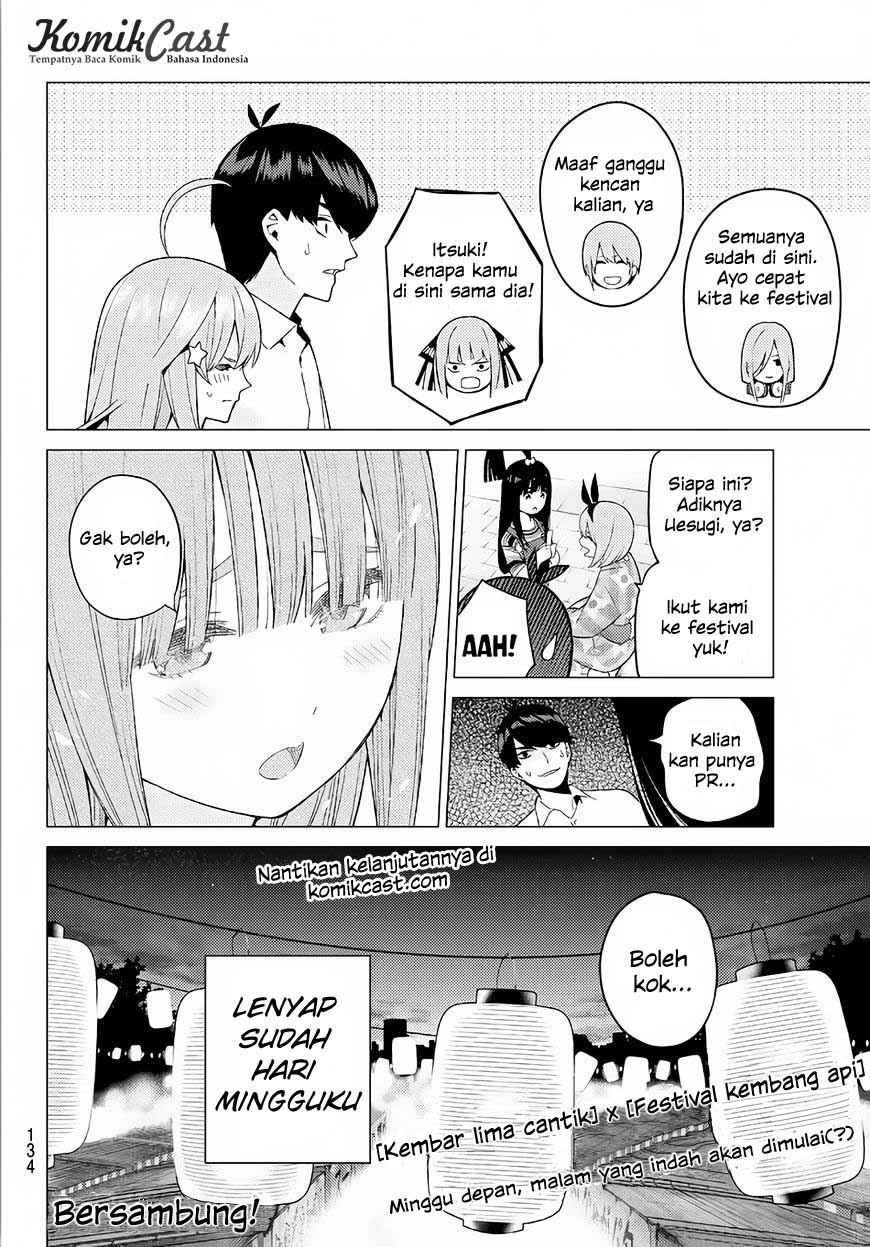 KomikCast
Tempatnya Baca Komik Bahasa Indonesia
Semuanya
sudah di sini.
Ayo cepat
kita ke festival
Maaf ganggu
kencan
kalian, ya
Itsuki!
Kenapa kamu
di sini sama dia!
Siapa ini?
Adiknya
Uesugi, ya?
Ikut kami
ke festival
yuk!
AAH!
Kalian
kan punya
PR...
Gak boleh,
ya?
Nantikan kelanjutannya di
komikcast.com
Boleh
kok...
LENYAP
SUDAH
HARI
MINGGUKU
[Kembar lima cantik] x [Festival kembang api]
Minggu depan, malam yang indah akan dimulai(?)
Bersambung!
134